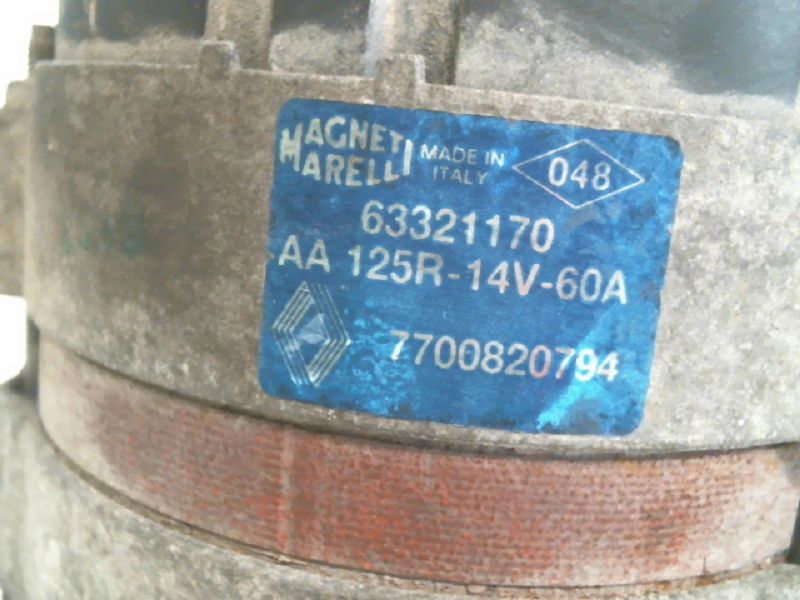 MAGNETI MARELLI MADE IN ITALY 048
63321170
AA 125R-14V-60A
7700820794